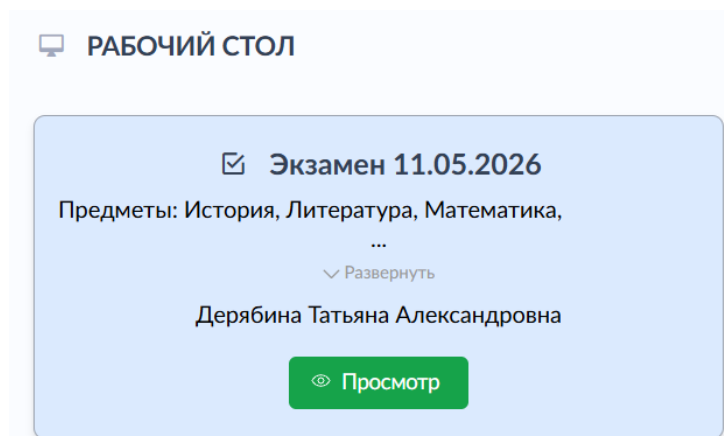 РАБОЧИЙ СТОЛ
Экзамен 11.05.2026
Предметы: История, Литература, Математика,
...
Развернуть
Дерябина Татьяна Александровна
Просмотр